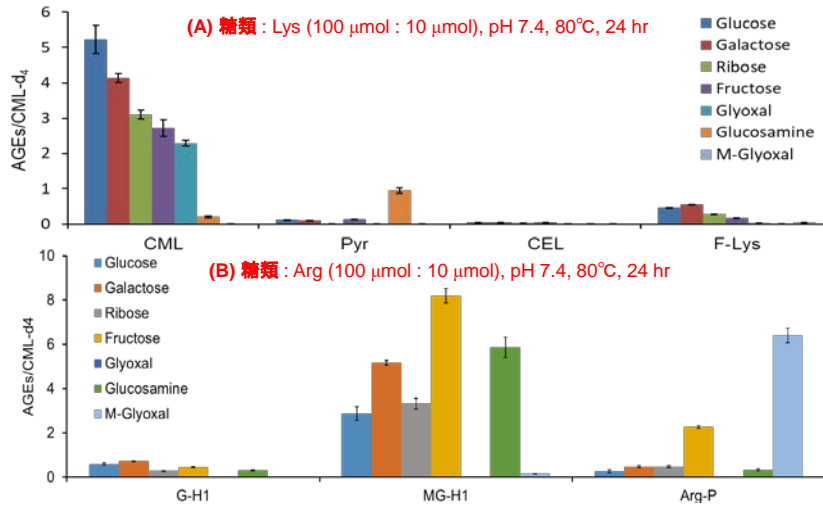 (A) 糖類 : Lys (100 μmol : 10 μmol), pH 7.4, 80°C, 24 hr
AGEs/CML-d4
6
5
4
3
2
1
0
Glucose
Galactose
Ribose
Fructose
Glyoxal
Glucosamine
M-Glyoxal
CML Pyr CEL F-Lys
(B) 糖類 : Arg (100 μmol : 10 μmol), pH 7.4, 80°C, 24 hr
AGEs/CML-d4
10
8
6
4
2
0
Glucose
Galactose
Ribose
Fructose
Glyoxal
Glucosamine
M-Glyoxal
G-H1 MG-H1 Arg-P